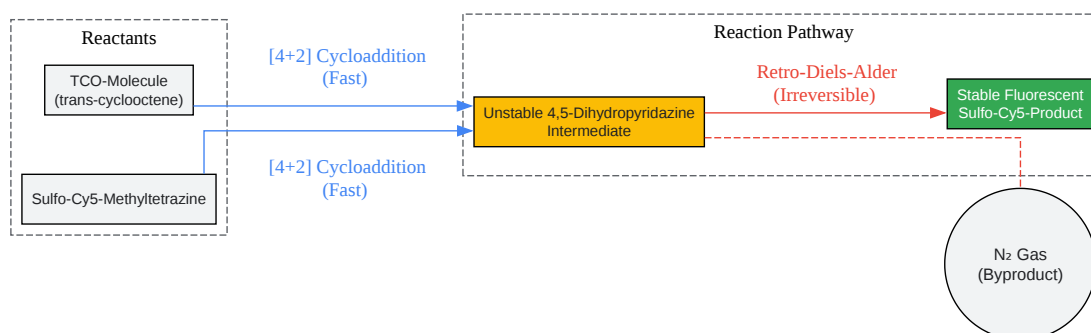 Reactants
TCO-Molecule
(trans-cyclooctene)
Sulfo-Cy5-Methyltetrazine
[4+2] Cycloaddition
(Fast)
[4+2] Cycloaddition
(Fast)
Reaction Pathway
Unstable 4,5-Dihydropyridazine
Intermediate
Retro-Diels-Alder
(Irreversible)
Stable Fluorescent
Sulfo-Cy5-Product
N₂ Gas
(Byproduct)